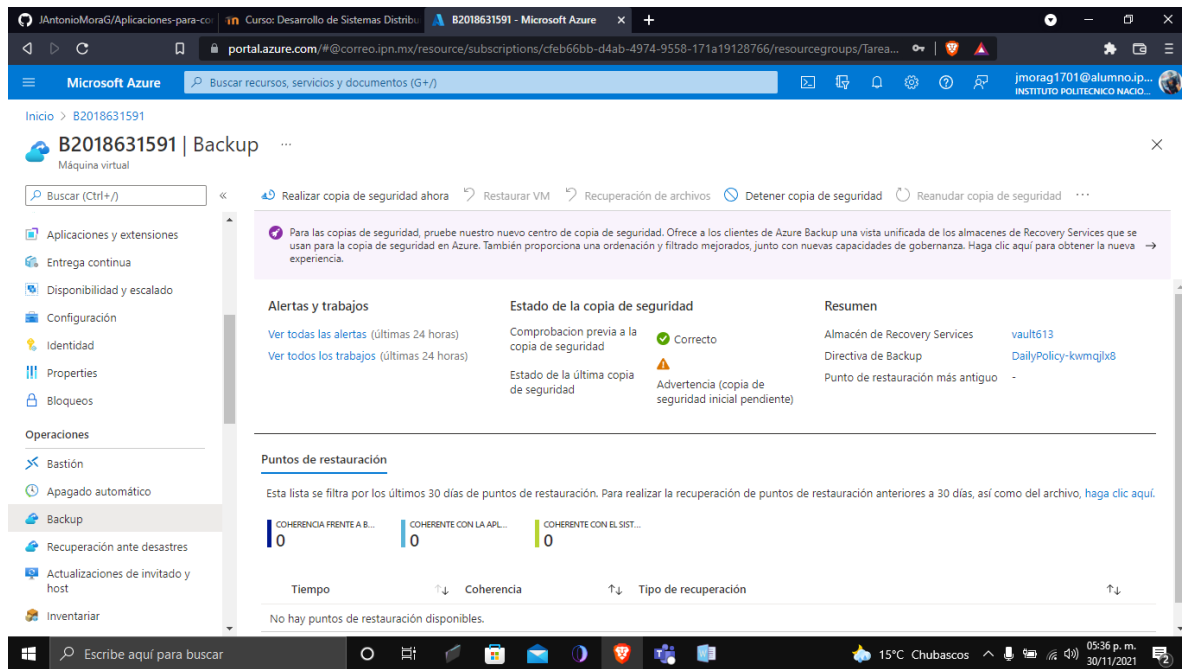 JAntonioMoraG/Aplicaciones-para-co
Curso: Desarrollo de Sistemas Distribu
B2018631591 - Microsoft Azure
portal.azure.com/#@correo.ipn.mx/resource/subscriptions/cfeb66bb-d4ab-4974-9558-171a19128766/resourcegroups/Tarea...
Microsoft Azure
Buscar recursos, servicios y documentos (G+/)
jmorag1701@alumno.ip...
INSTITUTO POLITECNICO NACIO...
Inicio > B2018631591
B2018631591 | Backup ...
Máquina virtual
Buscar (Ctrl+/)
Realizar copia de seguridad ahora
Restaurar VM
Recuperación de archivos
Detener copia de seguridad
Reanudar copia de seguridad
Para las copias de seguridad, pruebe nuestro nuevo centro de copia de seguridad. Ofrece a los clientes de Azure Backup una vista unificada de los almacenes de Recovery Services que se
usan para la copia de seguridad en Azure. También proporciona una ordenación y filtrado mejorados, junto con nuevas capacidades de gobernanza. Haga clic aquí para obtener la nueva
experiencia.
Aplicaciones y extensiones
Entrega continua
Disponibilidad y escalado
Configuración
Identidad
Properties
Bloqueos
Operaciones
Bastión
Apagado automático
Backup
Recuperación ante desastres
Actualizaciones de invitado y
host
Inventariar
Alertas y trabajos
Ver todas las alertas (últimas 24 horas)
Ver todos los trabajos (últimas 24 horas)
Estado de la copia de seguridad
Comprobacion previa a la
copia de seguridad
Correcto
Estado de la última copia
de seguridad
Advertencia (copia de
seguridad inicial pendiente)
Resumen
Almacén de Recovery Services
vault613
Directiva de Backup
DailyPolicy-kwmqjlx8
Punto de restauración más antiguo
-
Puntos de restauración
Esta lista se filtra por los últimos 30 días de puntos de restauración. Para realizar la recuperación de puntos de restauración anteriores a 30 días, así como del archivo, haga clic aquí.
COHERENCIA FRENTE A B...
0
COHERENTE CON LA APL...
0
COHERENTE CON EL SIST...
0
Tiempo
Coherencia
Tipo de recuperación
No hay puntos de restauración disponibles.
Escribe aquí para buscar
15°C Chubascos
05:36 p. m.
30/11/2021
2